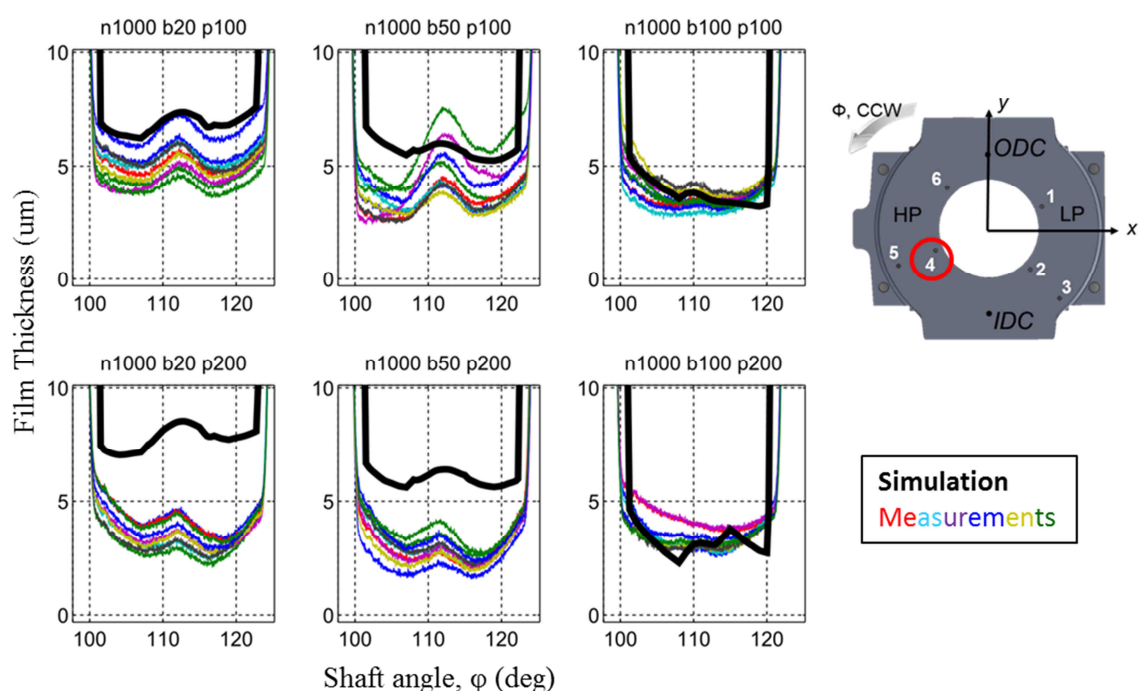 n1000 b20 p100
n1000 b50 p100
n1000 b100 p100
10
5
0
100 110 120
10
5
0
100 110 120
10
5
0
100 110 120
Φ, CCW
y
ODC
6
1
HP
LP
x
5
4
2
3
IDC
n1000 b20 p200
n1000 b50 p200
n1000 b100 p200
10
5
0
100 110 120
10
5
0
100 110 120
10
5
0
100 110 120
Film Thickness (um)
Shaft angle, φ (deg)
Simulation
Measurements